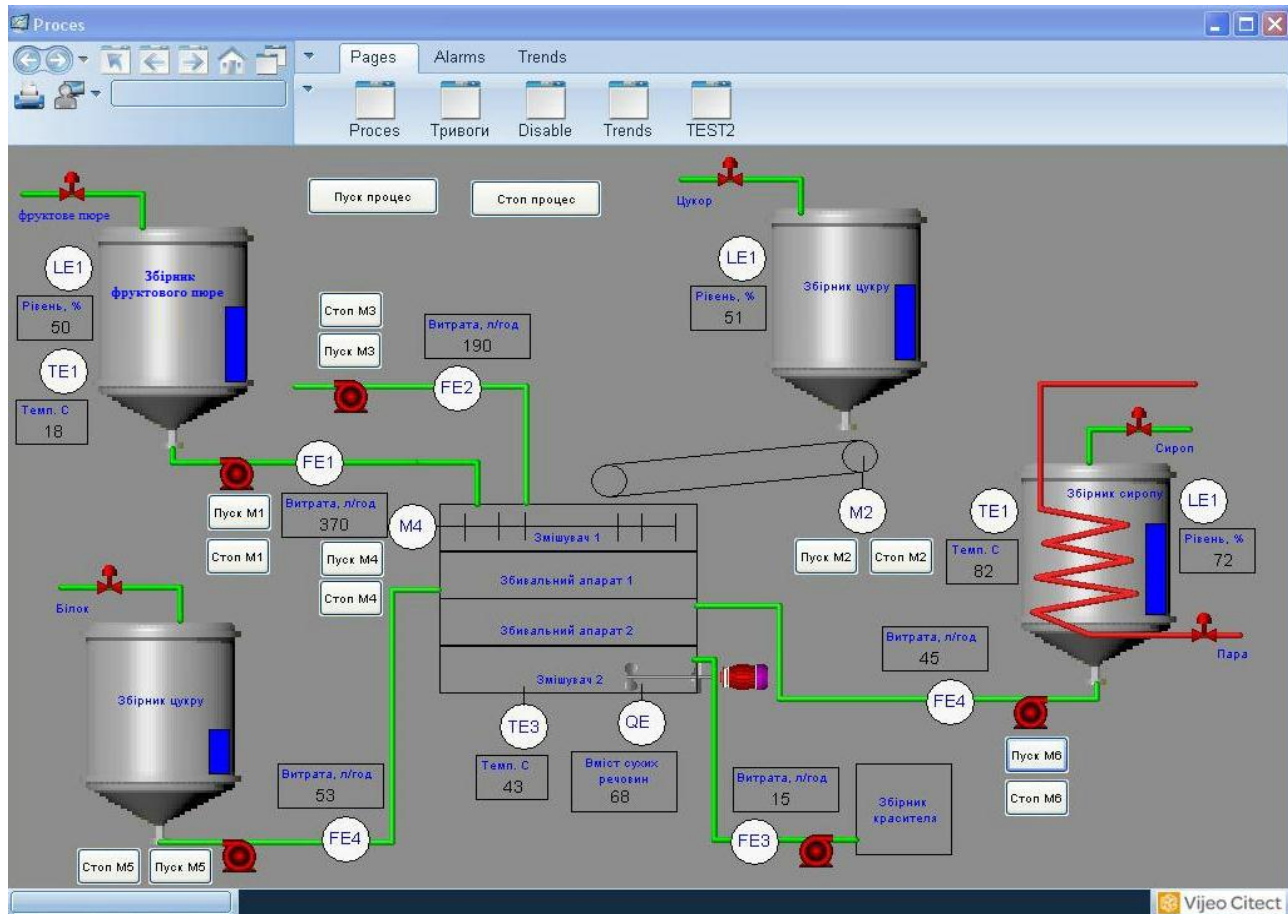 Proces
Pages
Alarms
Trends
Proces
Тривоги
Disable
Trends
TEST2
Пуск процес
Стоп процес
фруктове пюре
LE1
Збірник
фруктового пюре
Рівень, %
50
TE1
Темп. С
18
Стоп М3
Пуск М3
Витрата, л/год
190
FE2
Цукор
LE1
Збірник цукру
Рівень, %
51
FE1
Пуск М1
Стоп М1
Витрата, л/год
370
M4
Пуск М4
Стоп М4
Змішувач 1
Збивальний апарат 1
Збивальний апарат 2
Змішувач 2
M2
Пуск М2
Стоп М2
Сироп
Збірник сиропу
TE1
Темп. С
82
LE1
Рівень, %
72
Пара
Витрата, л/год
45
FE4
Пуск М6
Стоп М6
Білок
Збірник цукру
Витрата, л/год
53
FE4
Стоп М5
Пуск М5
TE3
Темп. С
43
QE
Вміст сухих
речовин
68
Витрата, л/год
15
FE3
Збірник
красителя
Vijeo Citect